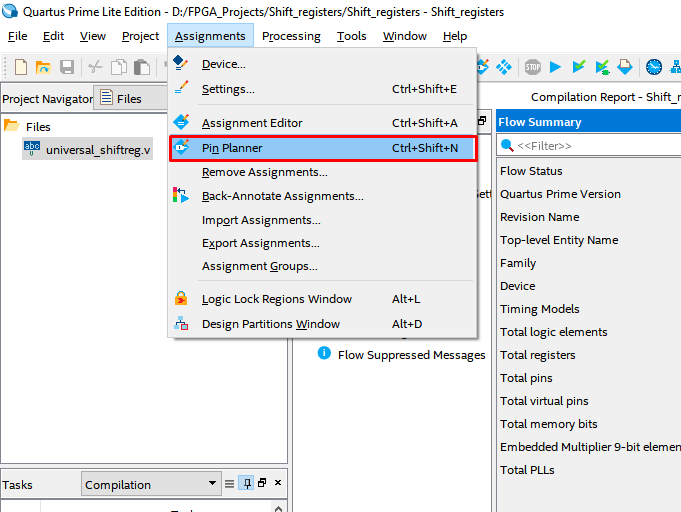 Quartus Prime Lite Edition - D:/FPGA_Projects/Shift_registers/Shift_registers - Shift_registers
File Edit View Project Assignments Processing Tools Window Help
Device...
Settings... Ctrl+Shift+E
Assignment Editor Ctrl+Shift+A
Pin Planner Ctrl+Shift+N
Remove Assignments...
Back-Annotate Assignments...
Import Assignments...
Export Assignments...
Assignment Groups...
Logic Lock Regions Window Alt+L
Design Partitions Window Alt+D
STOP
Project Navigator Files
Files
abc
universal_shiftreg.v
Flow Suppressed Messages
Compilation Report - Shift_r
Flow Summary
<<Filter>>
Flow Status
Quartus Prime Version
Revision Name
Top-level Entity Name
Family
Device
Timing Models
Total logic elements
Total registers
Total pins
Total virtual pins
Total memory bits
Embedded Multiplier 9-bit elemen
Total PLLs
Tasks Compilation